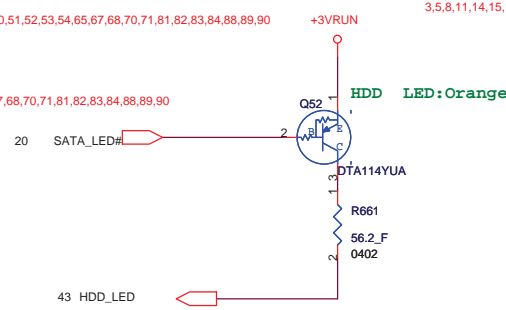 3,5,8,11,14,15,
0,51,52,53,54,65,67,68,70,71,81,82,83,84,88,89,90 +3VRUN
HDD LED:Orange
7,68,70,71,81,82,83,84,88,89,90
1
Q52
20 SATA_LED# 2 B E
C
DTA114YUA
3
1
R661
56.2_F
0402
2
43 HDD_LED